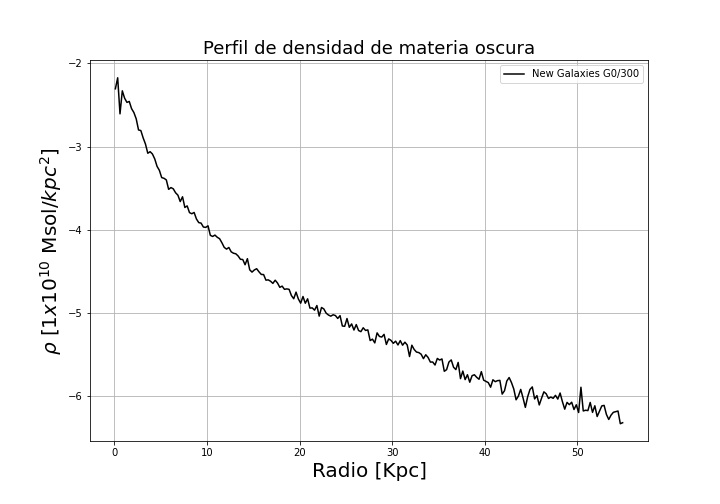 Perfil de densidad de materia oscura
New Galaxies G0/300
ρ [1x10¹⁰ Msol/kpc²]
−2
−3
−4
−5
−6
0 10 20 30 40 50
Radio [Kpc]